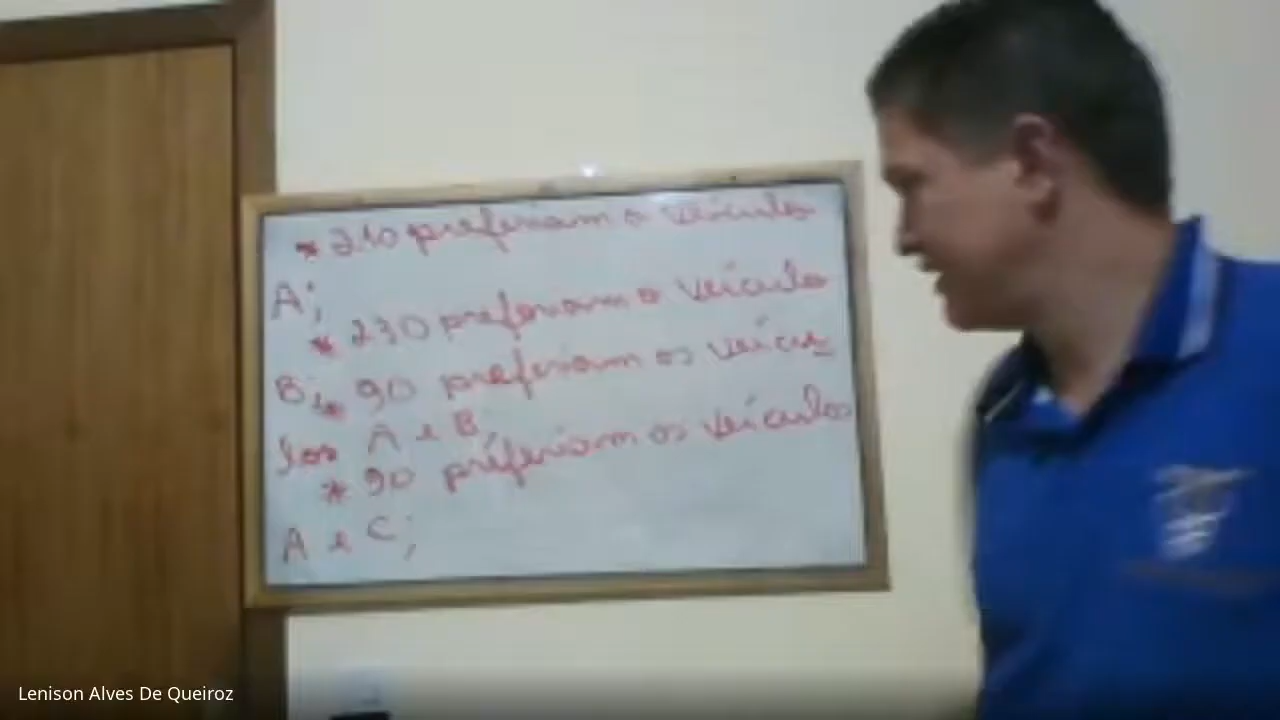 * 210 preferiam o veículo
A;
* 230 preferiam o veículo
B; * 90 preferiam os veícu
los A e B,
* 90 preferiam os veículos
A e C;
Lenison Alves De Queiroz